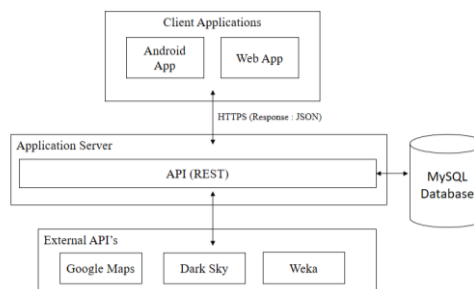 Client Applications
Android
App
Web App
HTTPS (Response : JSON)
Application Server
API (REST)
MySQL
Database
External API's
Google Maps
Dark Sky
Weka